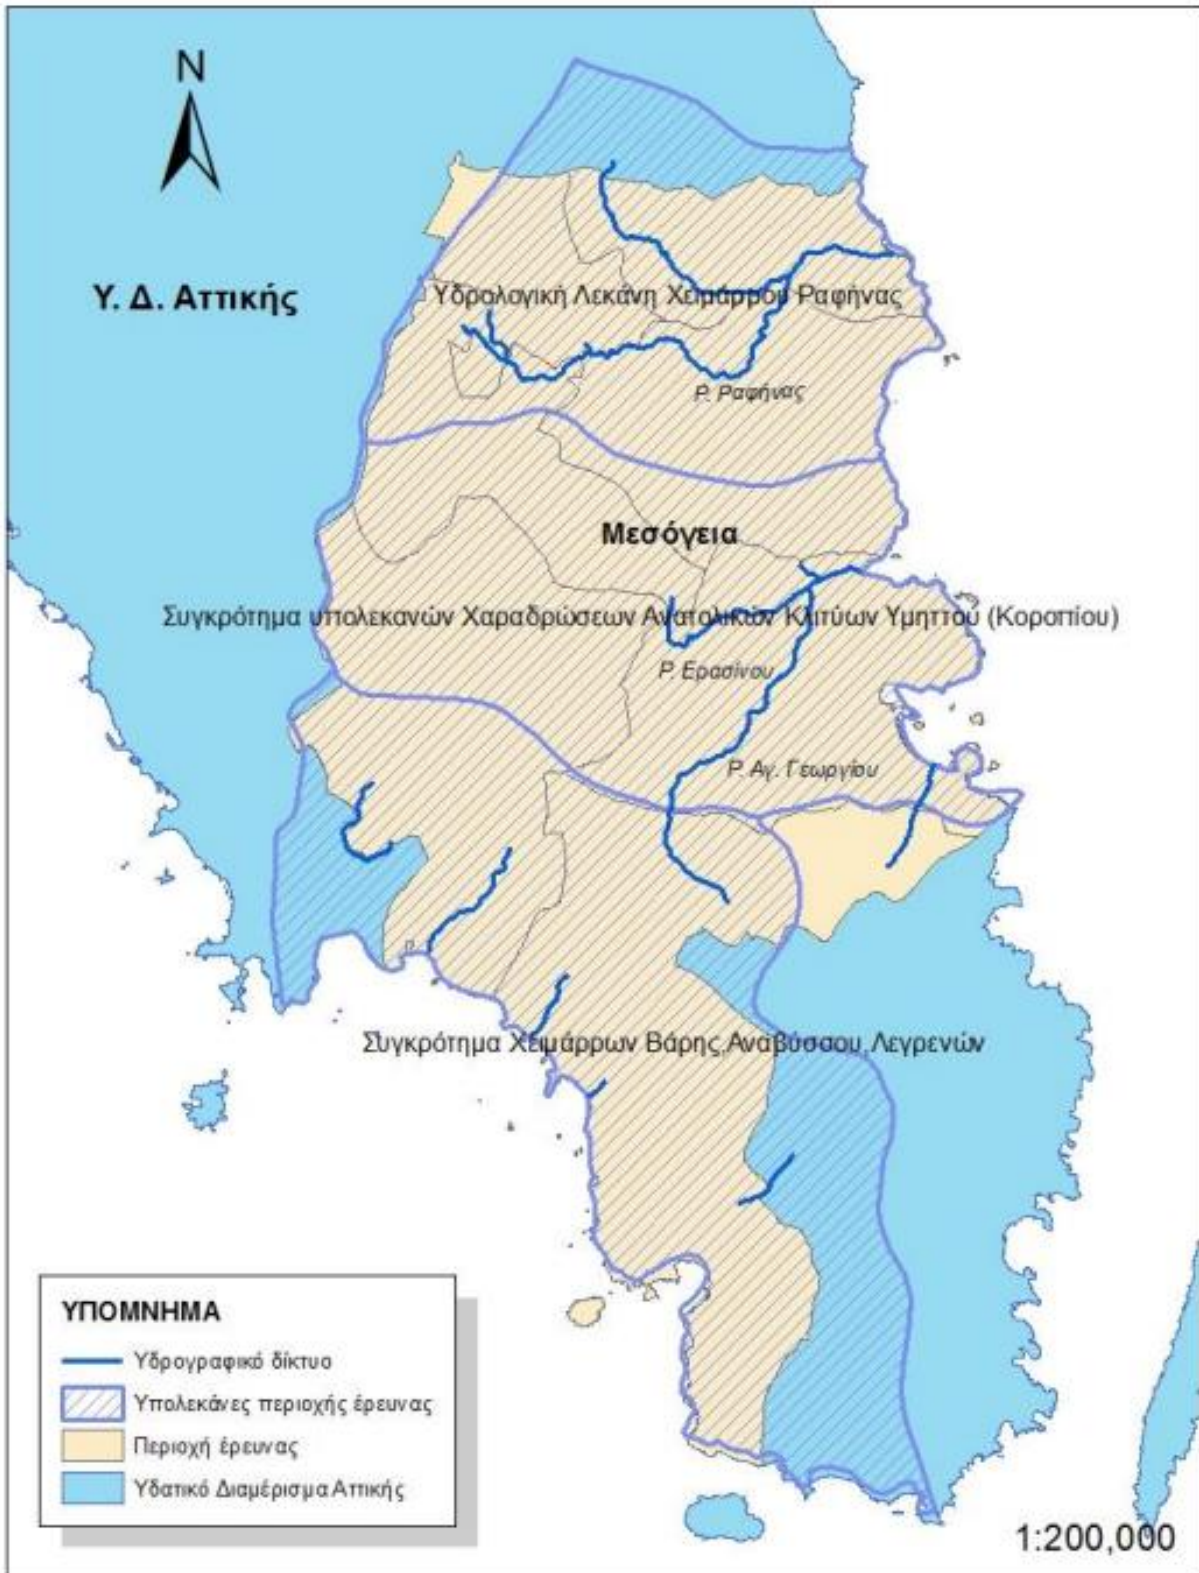 N
Υ. Δ. Αττικής
Υδρολογική Λεκάνη Χειμάρρου Ραφήνας
Ρ. Ραφήνας
Μεσόγεια
Συγκρότημα υπολεκανών Χαραδρώσεων Ανατολικών Κλιτύων Υμηττού (Κορωπίου)
Ρ. Ερασίνου
Ρ. Αγ. Γεωργίου
Συγκρότημα Χειμάρρων Βάρης,Αναβύσσου,Λεγρενών
ΥΠΟΜΝΗΜΑ
Υδρογραφικό δίκτυο
Υπολεκάνες περιοχής έρευνας
Περιοχή έρευνας
Υδατικό Διαμέρισμα Αττικής
1:200,000